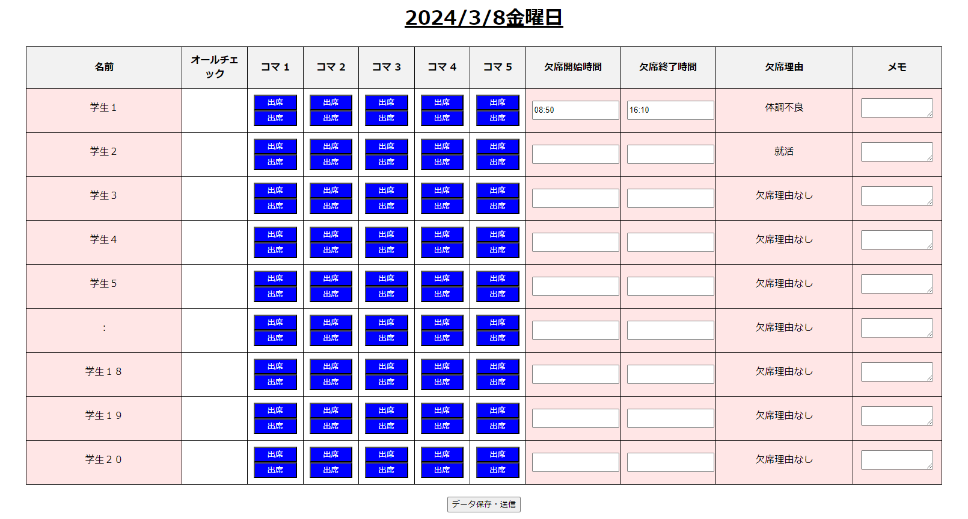 2024/3/8金曜日
名前 オールチェック コマ 1 コマ 2 コマ 3 コマ 4 コマ 5 欠席開始時間 欠席終了時間 欠席理由 メモ
学生１ 出席 出席 出席 出席 出席 08:50 16:10 体調不良
出席 出席 出席 出席 出席
学生２ 出席 出席 出席 出席 出席 就活
出席 出席 出席 出席 出席
学生３ 出席 出席 出席 出席 出席 欠席理由なし
出席 出席 出席 出席 出席
学生４ 出席 出席 出席 出席 出席 欠席理由なし
出席 出席 出席 出席 出席
学生５ 出席 出席 出席 出席 出席 欠席理由なし
出席 出席 出席 出席 出席
： 出席 出席 出席 出席 出席 欠席理由なし
出席 出席 出席 出席 出席
学生１８ 出席 出席 出席 出席 出席 欠席理由なし
出席 出席 出席 出席 出席
学生１９ 出席 出席 出席 出席 出席 欠席理由なし
出席 出席 出席 出席 出席
学生２０ 出席 出席 出席 出席 出席 欠席理由なし
出席 出席 出席 出席 出席
データ保存・送信